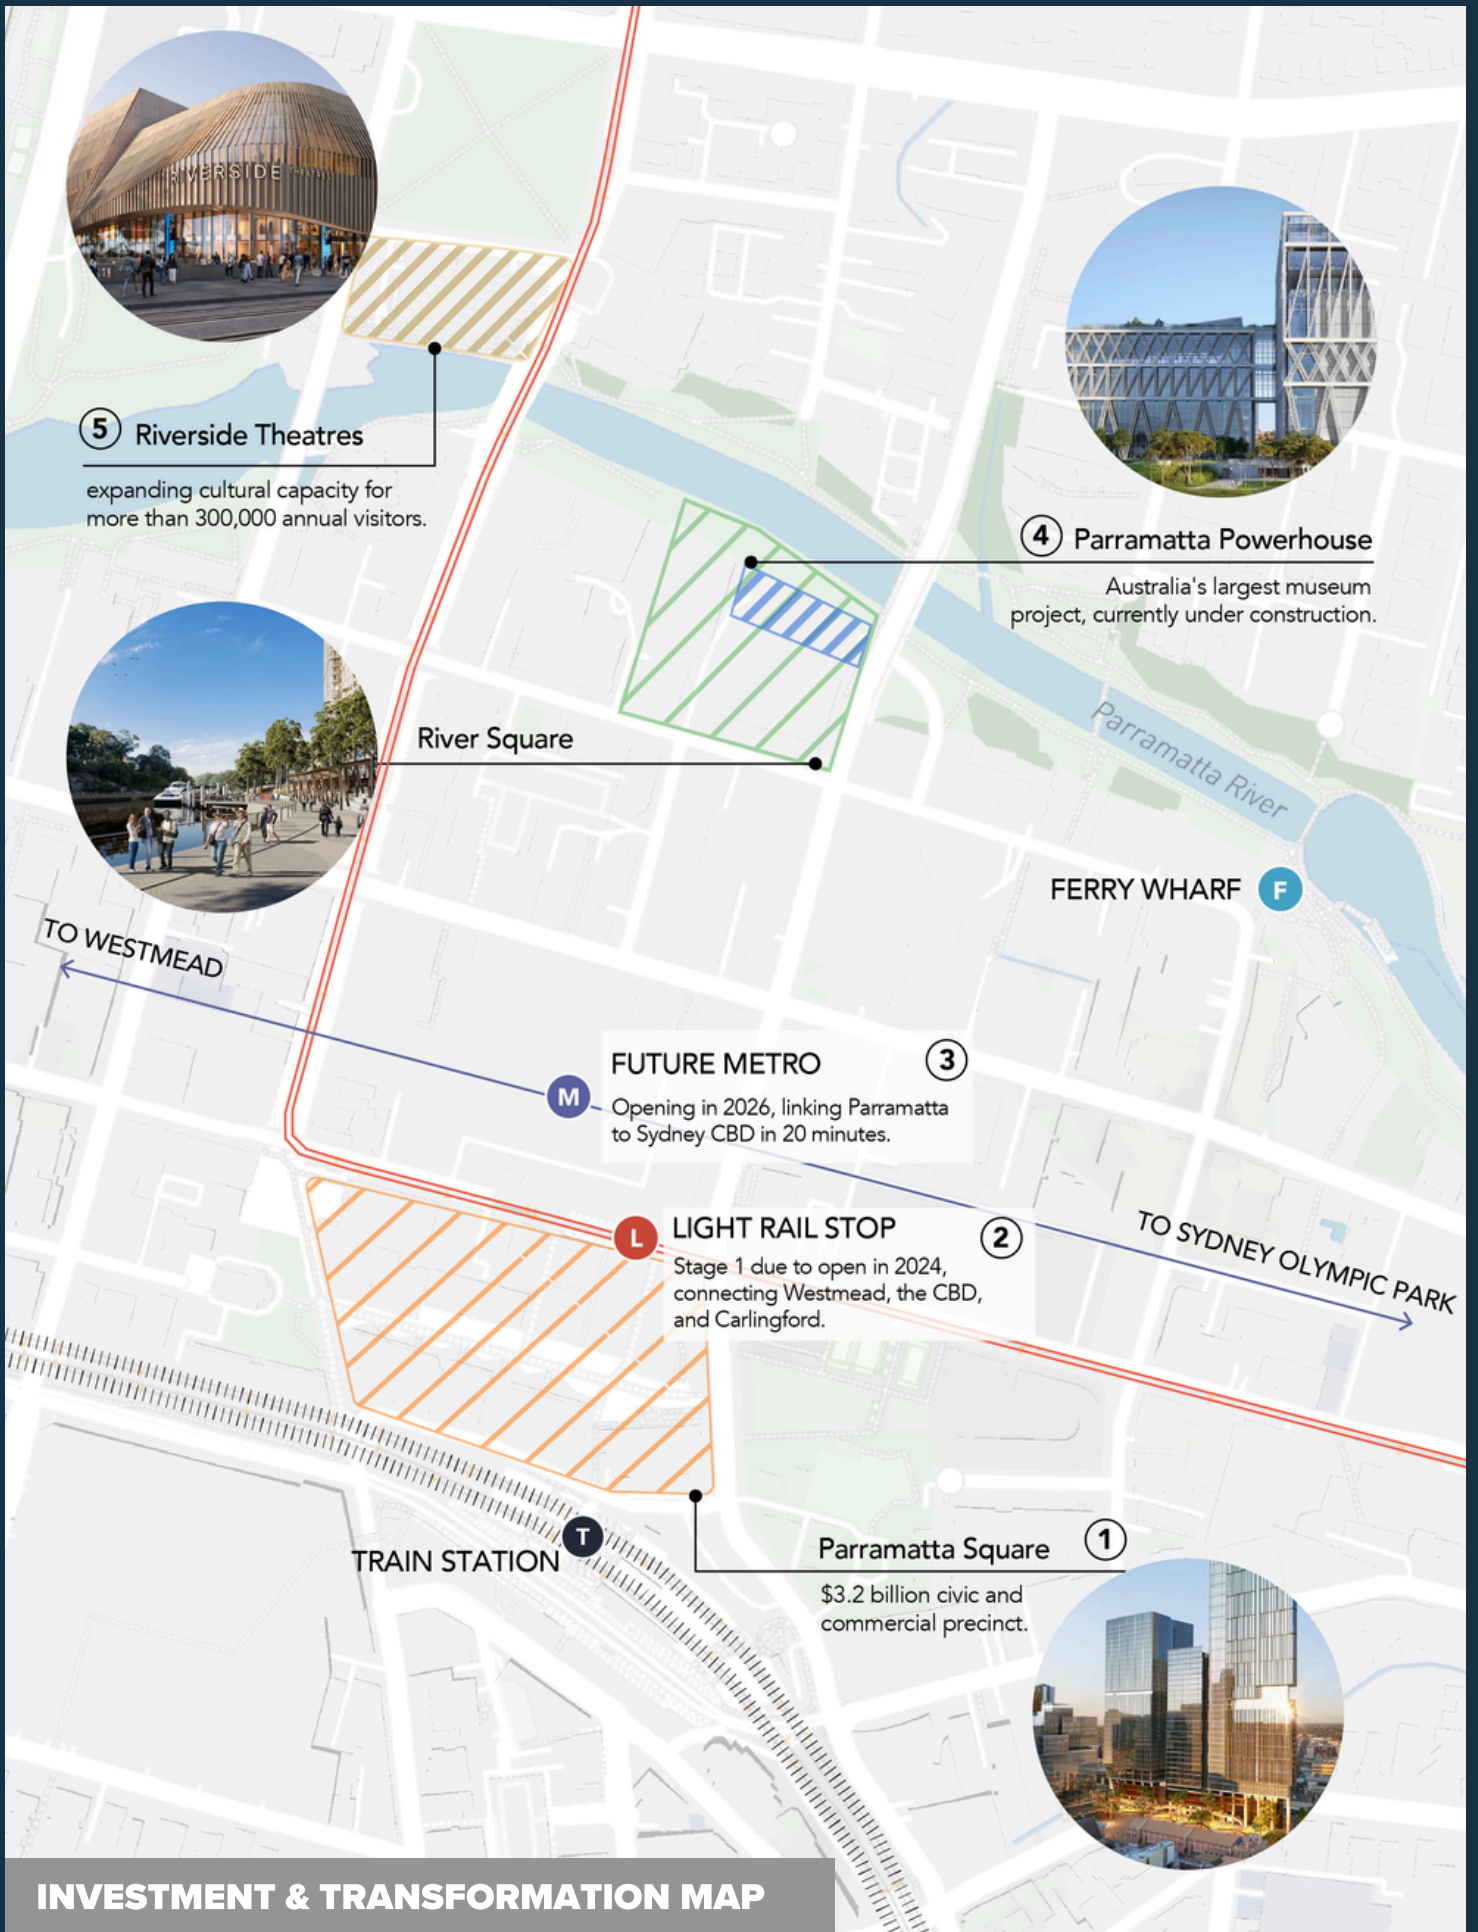 RIVERSIDE THEATRES
5 Riverside Theatres
expanding cultural capacity for
more than 300,000 annual visitors.
4 Parramatta Powerhouse
Australia's largest museum
project, currently under construction.
River Square
Parramatta River
FERRY WHARF F
TO WESTMEAD
M
FUTURE METRO 3
Opening in 2026, linking Parramatta
to Sydney CBD in 20 minutes.
L
LIGHT RAIL STOP 2
Stage 1 due to open in 2024,
connecting Westmead, the CBD,
and Carlingford.
TO SYDNEY OLYMPIC PARK
T
TRAIN STATION
Parramatta Square 1
$3.2 billion civic and
commercial precinct.
INVESTMENT & TRANSFORMATION MAP